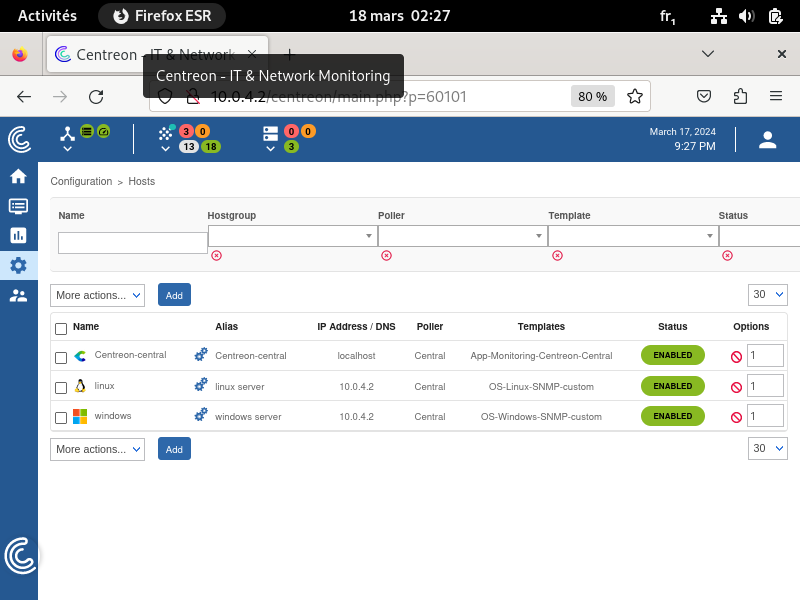 Activités
Firefox ESR
18 mars 02:27
fr₁
Centreon - IT & Network
Centreon - IT & Network Monitoring
10.0.4.2/centreon/main.php?p=60101
80 %
3 0
13 18
0 0
3
March 17, 2024
9:27 PM
Configuration > Hosts
Name Hostgroup Poller Template Status
More actions... Add 30
Name Alias IP Address / DNS Poller Templates Status Options
Centreon-central Centreon-central localhost Central App-Monitoring-Centreon-Central ENABLED 1
linux linux server 10.0.4.2 Central OS-Linux-SNMP-custom ENABLED 1
windows windows server 10.0.4.2 Central OS-Windows-SNMP-custom ENABLED 1
More actions... Add 30